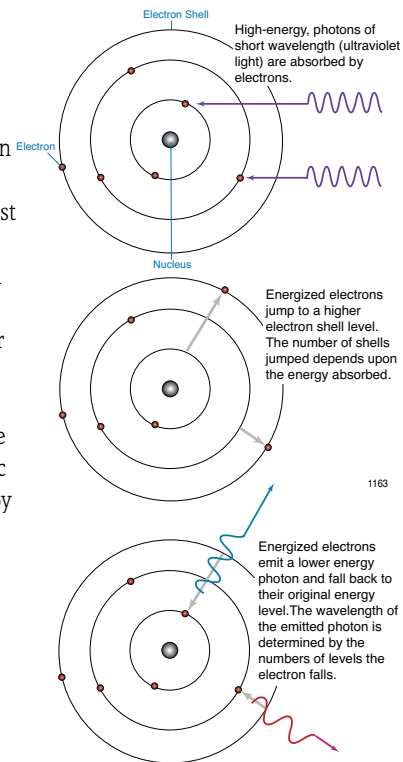 Electron Shell
High-energy, photons of
short wavelength (ultraviolet
light) are absorbed by
electrons.
n
Electron
st
r
e
c
by
Nucleus
Energized electrons
jump to a higher
electron shell level.
The number of shells
jumped depends upon
the energy absorbed.
1163
Energized electrons
emit a lower energy
photon and fall back to
their original energy
level.The wavelength of
the emitted photon is
determined by the
numbers of levels the
electron falls.